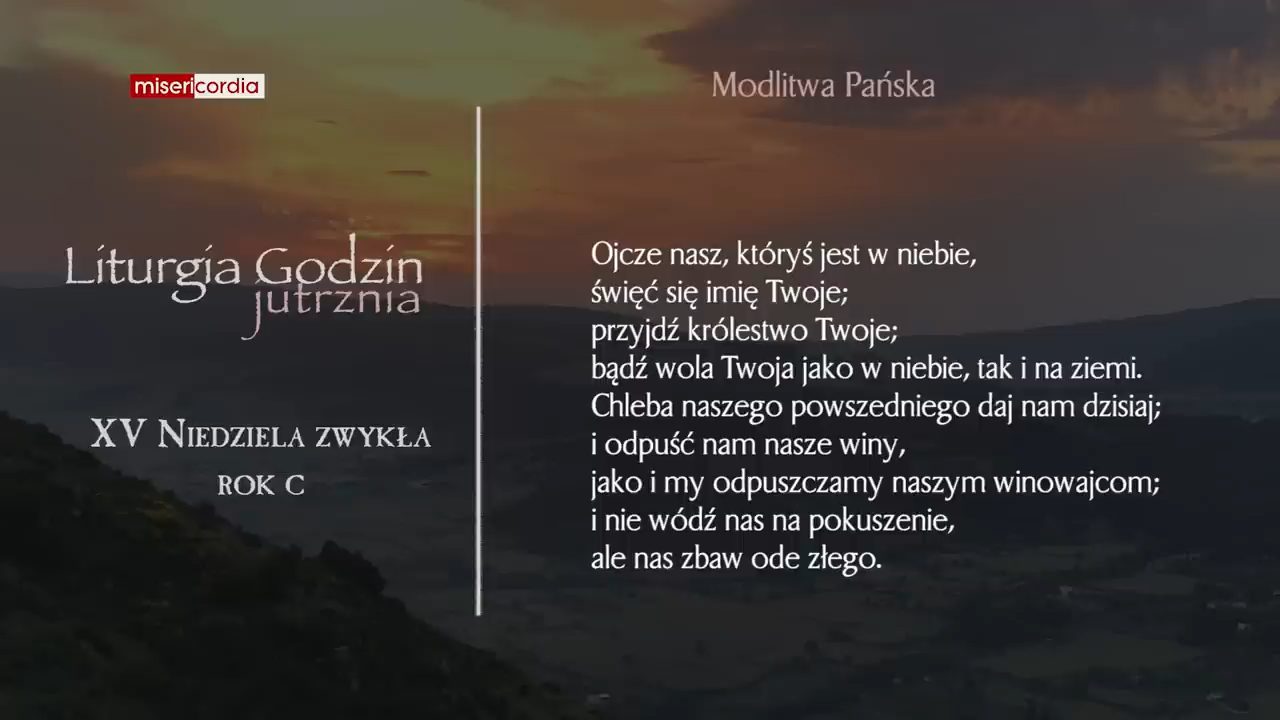 misericordia
Liturgia Godzin
jutrznia
XV Niedziela zwykła
rok C
Modlitwa Pańska
Ojcze nasz, któryś jest w niebie,
święć się imię Twoje;
przyjdź królestwo Twoje;
bądź wola Twoja jako w niebie, tak i na ziemi.
Chleba naszego powszedniego daj nam dzisiaj;
i odpuść nam nasze winy,
jako i my odpuszczamy naszym winowajcom;
i nie wódź nas na pokuszenie,
ale nas zbaw ode złego.